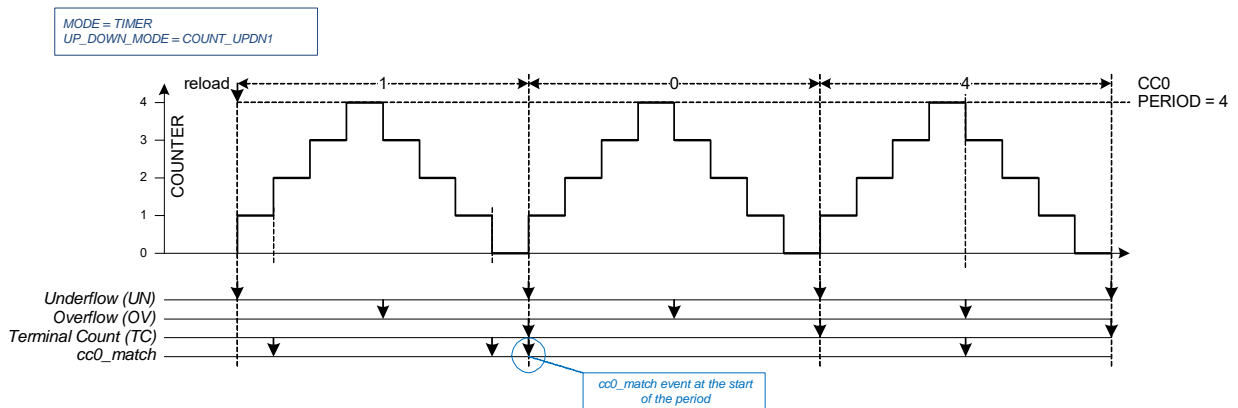 MODE = TIMER
UP_DOWN_MODE = COUNT_UPDN1
reload
1
0
4
CC0
PERIOD = 4
COUNTER
4
3
2
1
0
Underflow (UN)
Overflow (OV)
Terminal Count (TC)
cc0_match
cc0_match event at the start
of the period